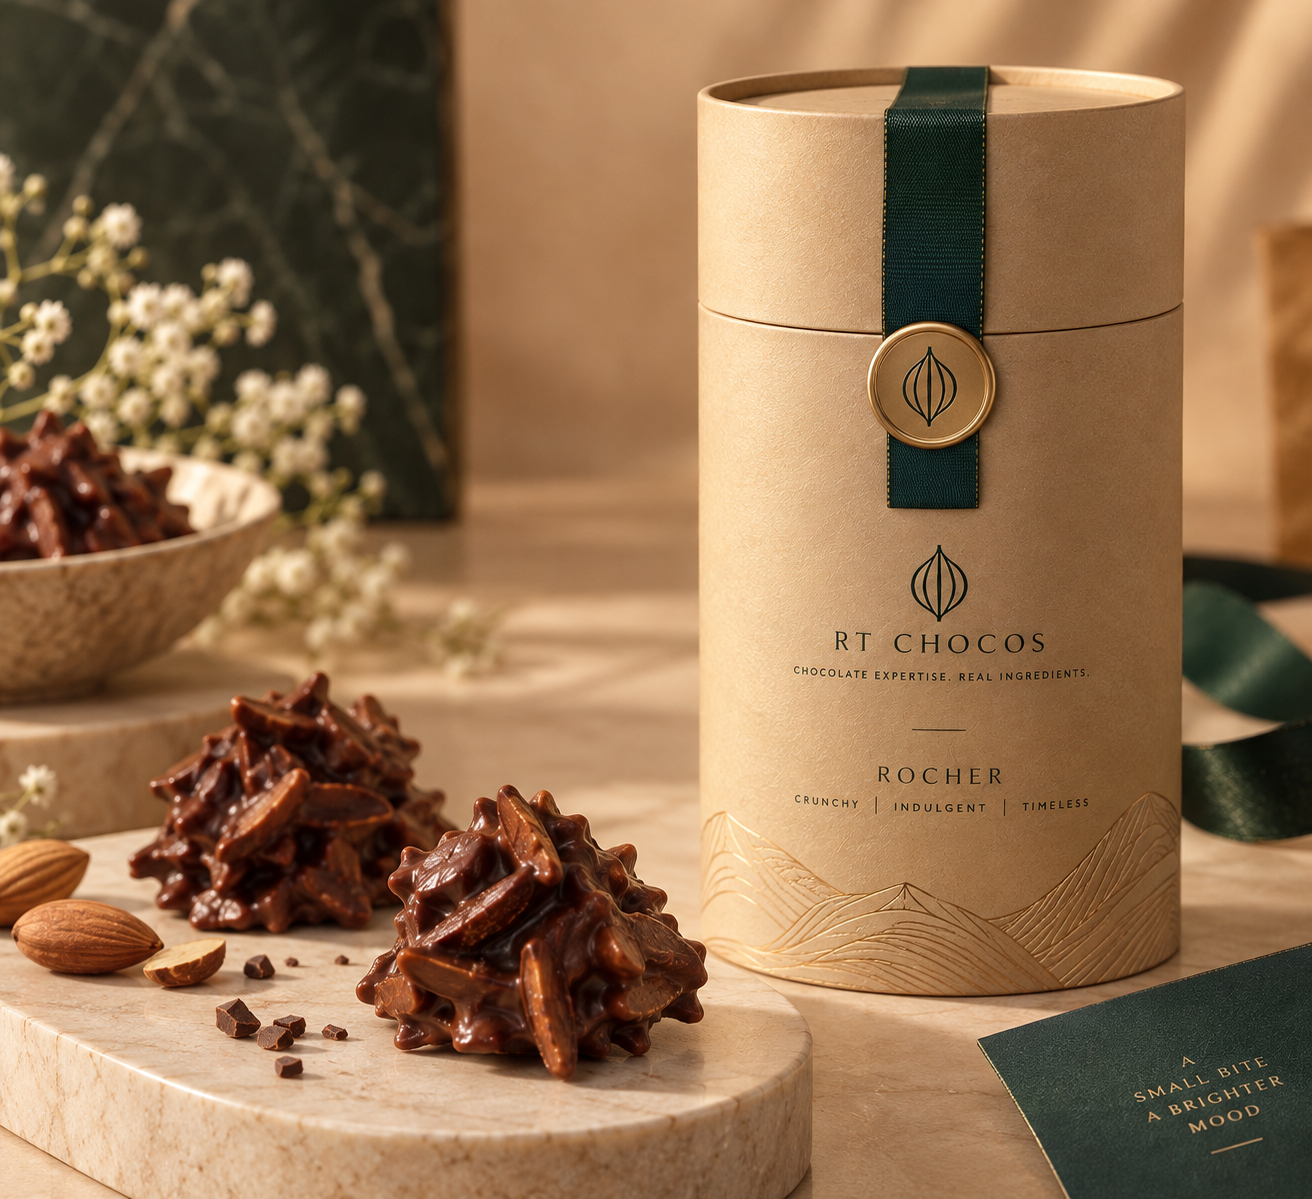 RT CHOCOS
CHOCOLATE EXPERTISE. REAL INGREDIENTS.
ROCHER
CRUNCHY | INDULGENT | TIMELESS
A
SMALL BITE
A BRIGHTER
MOOD